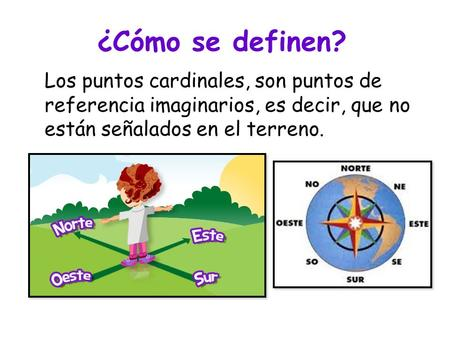 ¿Cómo se definen?
Los puntos cardinales, son puntos de
referencia imaginarios, es decir, que no
están señalados en el terreno.
Norte
Este
Oeste
Sur
NORTE
NO
NE
OESTE
ESTE
SO
SE
SUR